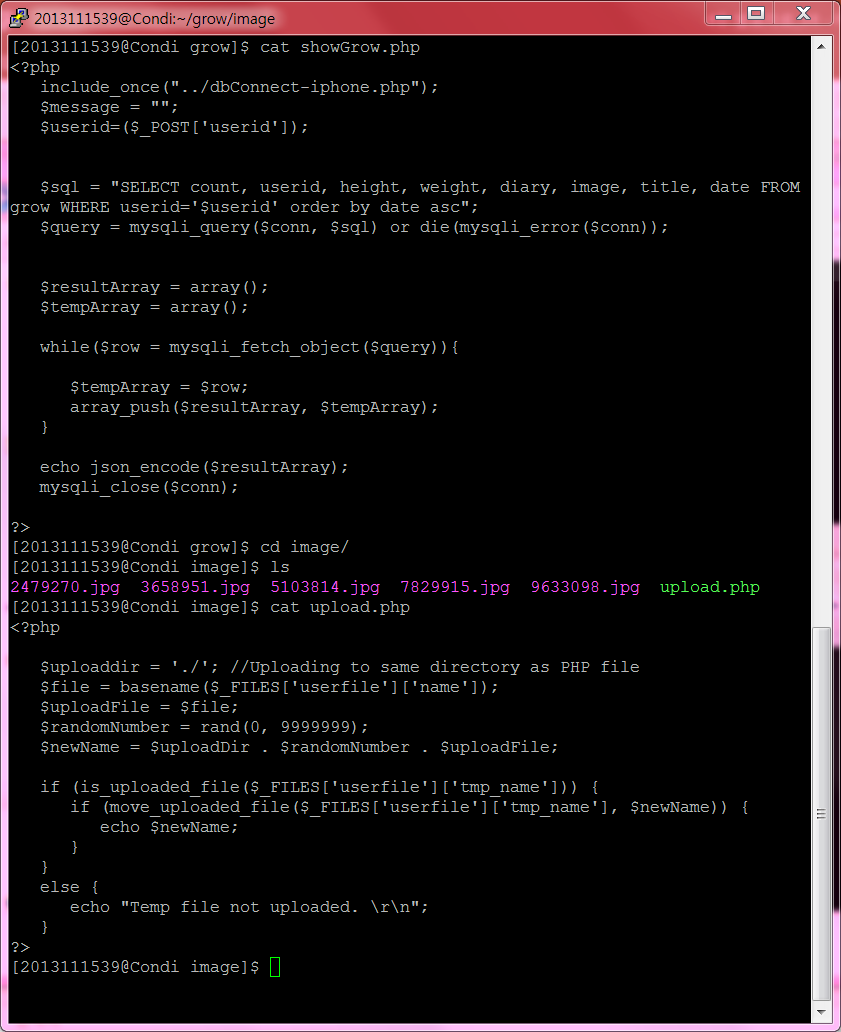 2013111539@Condi:~/grow/image
[2013111539@Condi grow]$ cat showGrow.php
<?php
   include_once("../dbConnect-iphone.php");
   $message = "";
   $userid=($_POST['userid']);
   $sql = "SELECT count, userid, height, weight, diary, image, title, date FROM
grow WHERE userid='$userid' order by date asc";
   $query = mysqli_query($conn, $sql) or die(mysqli_error($conn));
   $resultArray = array();
   $tempArray = array();
   while($row = mysqli_fetch_object($query)){
      $tempArray = $row;
      array_push($resultArray, $tempArray);
   }
   echo json_encode($resultArray);
   mysqli_close($conn);
?>
[2013111539@Condi grow]$ cd image/
[2013111539@Condi image]$ ls
2479270.jpg  3658951.jpg  5103814.jpg  7829915.jpg  9633098.jpg  upload.php
[2013111539@Condi image]$ cat upload.php
<?php
   $uploaddir = './'; //Uploading to same directory as PHP file
   $file = basename($_FILES['userfile']['name']);
   $uploadFile = $file;
   $randomNumber = rand(0, 9999999);
   $newName = $uploadDir . $randomNumber . $uploadFile;
   if (is_uploaded_file($_FILES['userfile']['tmp_name'])) {
      if (move_uploaded_file($_FILES['userfile']['tmp_name'], $newName)) {
         echo $newName;
      }
   }
   else {
      echo "Temp file not uploaded. \r\n";
   }
?>
[2013111539@Condi image]$